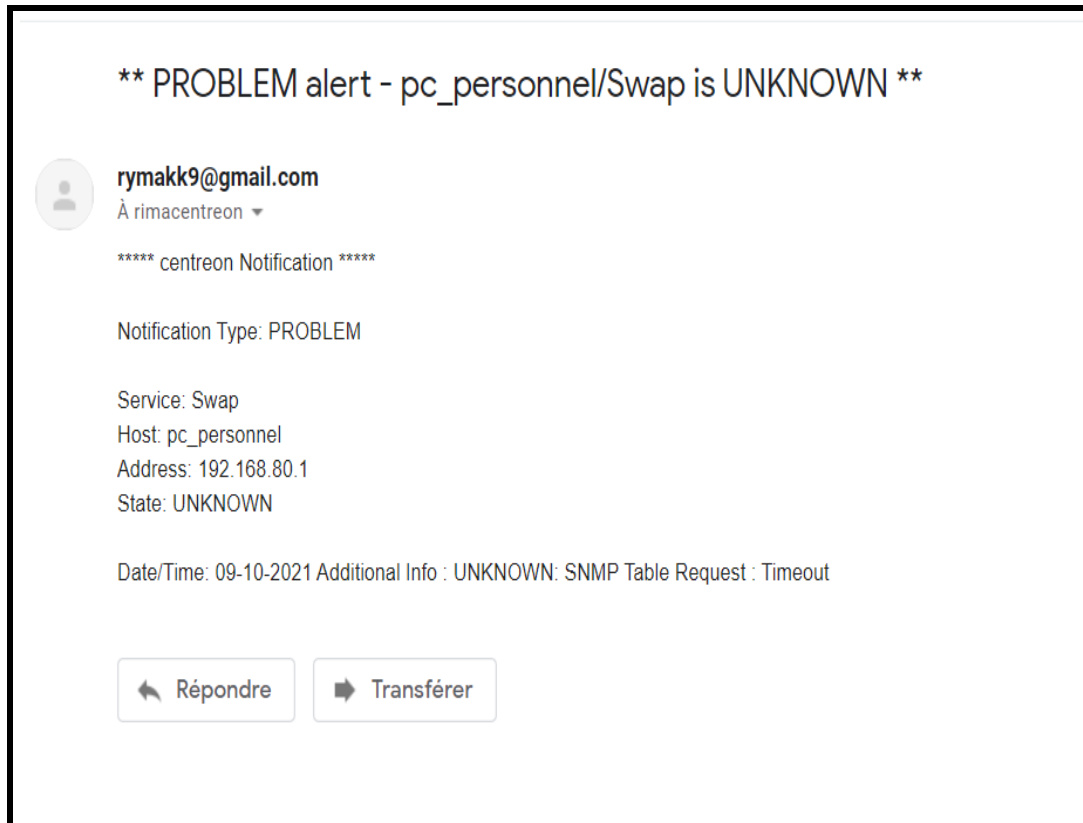 ** PROBLEM alert - pc_personnel/Swap is UNKNOWN **
rymakk9@gmail.com
À rimacentreon
***** centreon Notification *****
Notification Type: PROBLEM
Service: Swap
Host: pc_personnel
Address: 192.168.80.1
State: UNKNOWN
Date/Time: 09-10-2021 Additional Info : UNKNOWN: SNMP Table Request : Timeout
Répondre
Transférer